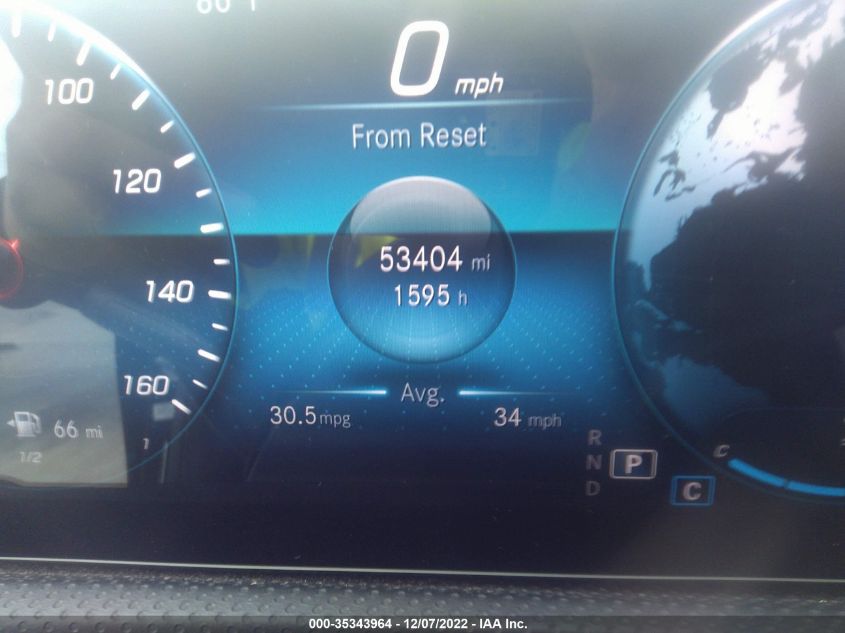 0 mph
From Reset
100
120
140
160
53404 mi
1595 h
Avg.
30.5 mpg
34 mph
66 mi
1/2
1
R
N
P
D
C
C
000-35343964 - 12/07/2022 - IAA Inc.